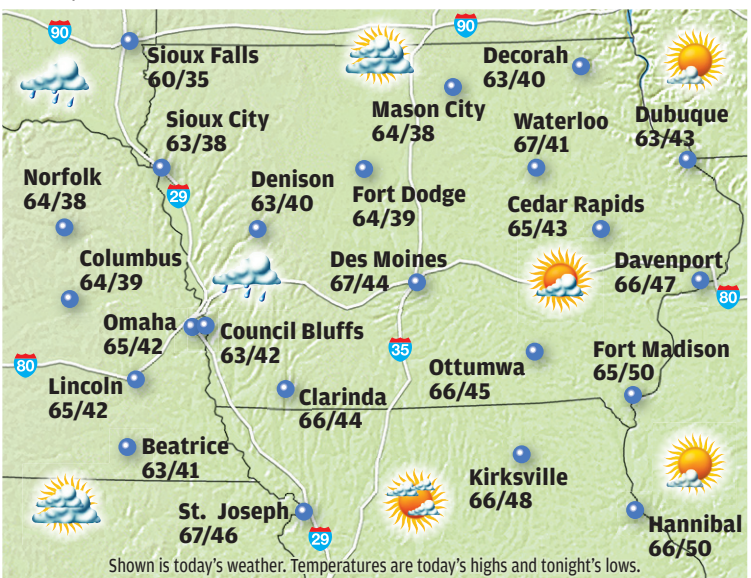 90
90
Sioux Falls
60/35
Decorah
63/40
Mason City
64/38
Sioux City
63/38
Waterloo
67/41
Dubuque
63/43
Norfolk
64/38
29
Denison
63/40
Fort Dodge
64/39
Cedar Rapids
65/43
Columbus
64/39
Des Moines
67/44
Davenport
66/47
80
Omaha
65/42
Council Bluffs
63/42
35
Fort Madison
65/50
80
Lincoln
65/42
Ottumwa
66/45
Clarinda
66/44
Beatrice
63/41
Kirksville
66/48
St. Joseph
67/46
29
Hannibal
66/50
Shown is today's weather. Temperatures are today's highs and tonight's lows.